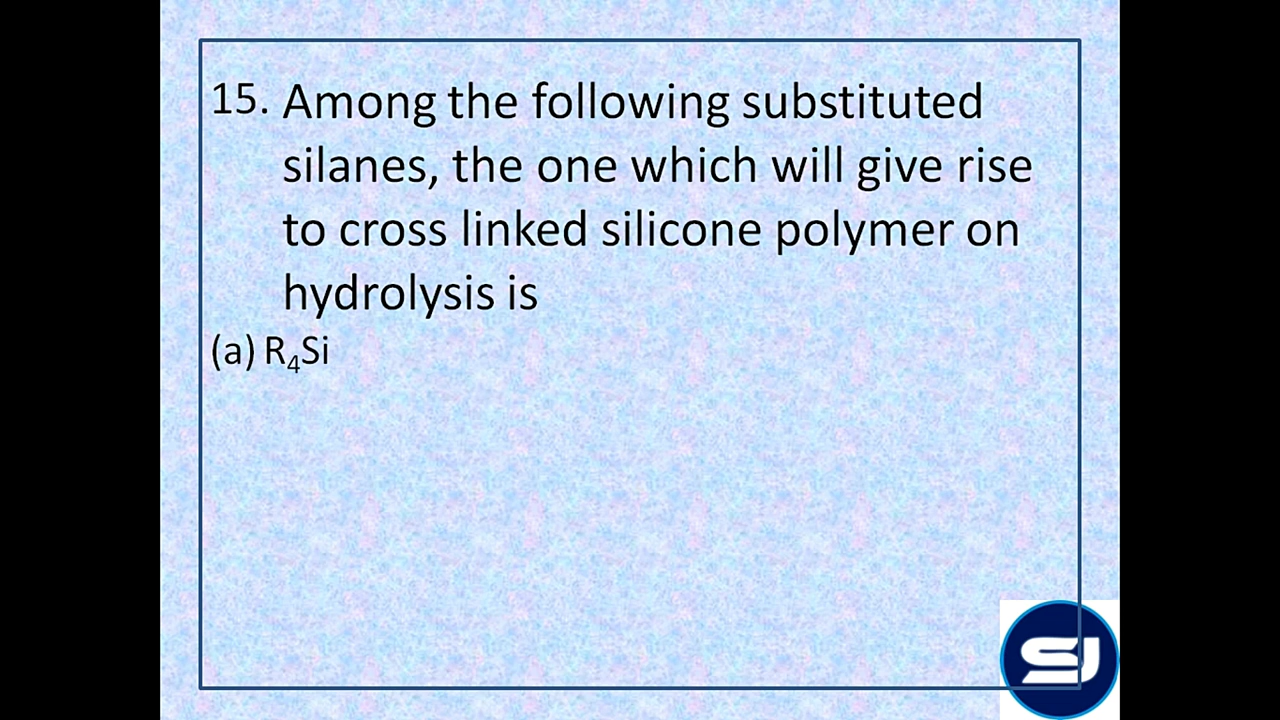 15. Among the following substituted
silanes, the one which will give rise
to cross linked silicone polymer on
hydrolysis is
(a) R₄Si
SJ